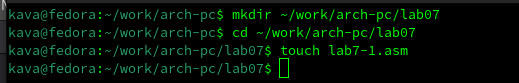 kava@fedora:~/work/arch-pc$ mkdir ~/work/arch-pc/lab07
kava@fedora:~/work/arch-pc$ cd ~/work/arch-pc/lab07
kava@fedora:~/work/arch-pc/lab07$ touch lab7-1.asm
kava@fedora:~/work/arch-pc/lab07$